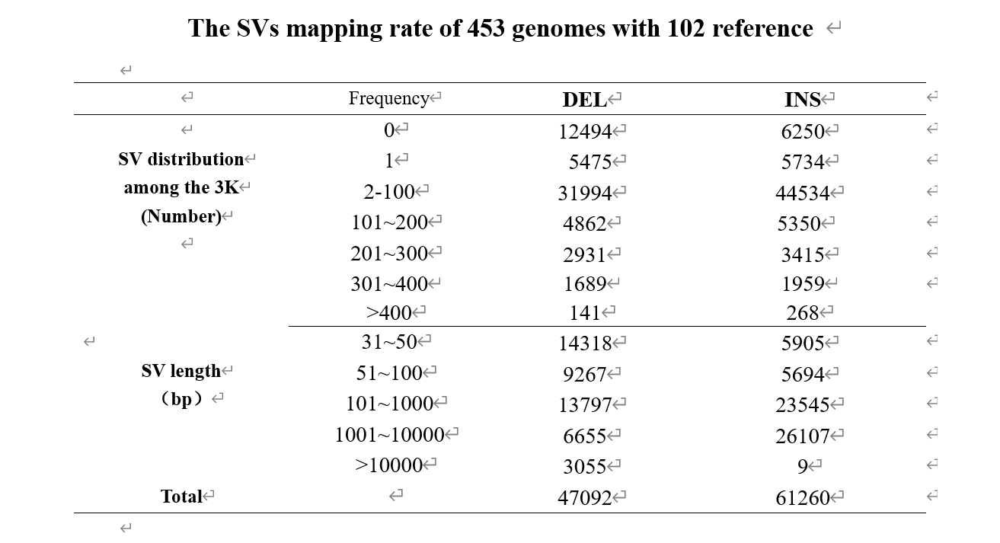 The SVs mapping rate of 453 genomes with 102 reference
Frequency DEL INS
0 12494 6250
SV distribution 1 5475 5734
among the 3K 2-100 31994 44534
(Number) 101~200 4862 5350
201~300 2931 3415
301~400 1689 1959
>400 141 268
31~50 14318 5905
SV length 51~100 9267 5694
（bp） 101~1000 13797 23545
1001~10000 6655 26107
>10000 3055 9
Total 47092 61260